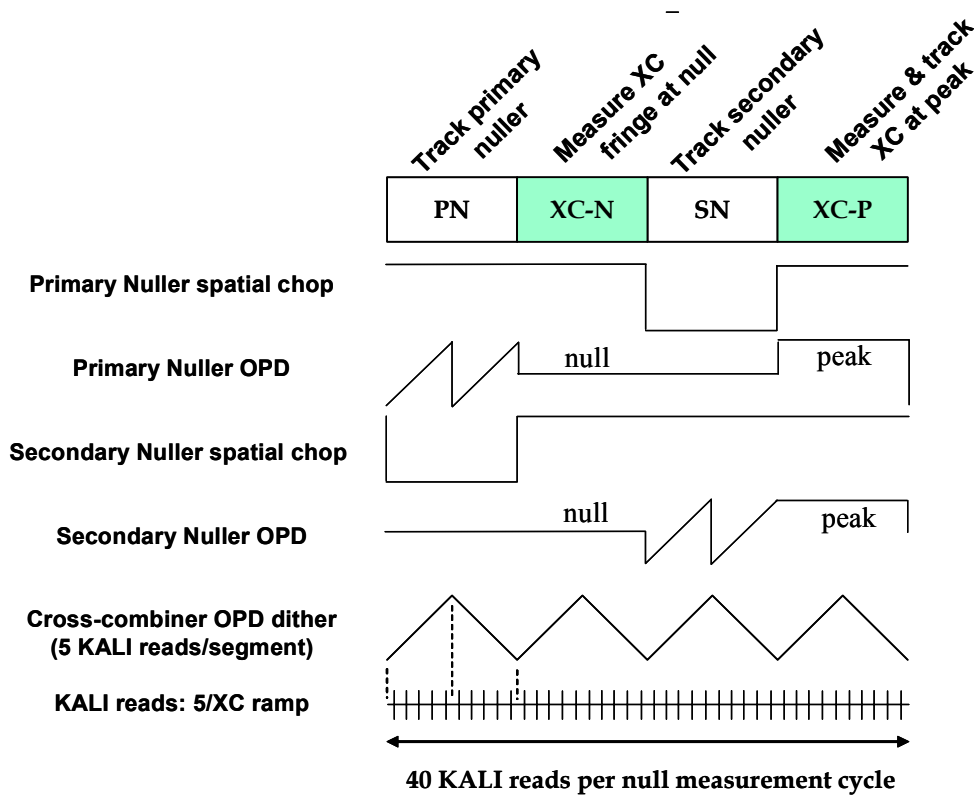 Track primary
nuller
Measure XC
fringe at null
Track secondary
nuller
Measure & track
XC at peak
PN
XC-N
SN
XC-P
Primary Nuller spatial chop
Primary Nuller OPD
null
peak
Secondary Nuller spatial chop
Secondary Nuller OPD
null
peak
Cross-combiner OPD dither
(5 KALI reads/segment)
KALI reads: 5/XC ramp
40 KALI reads per null measurement cycle